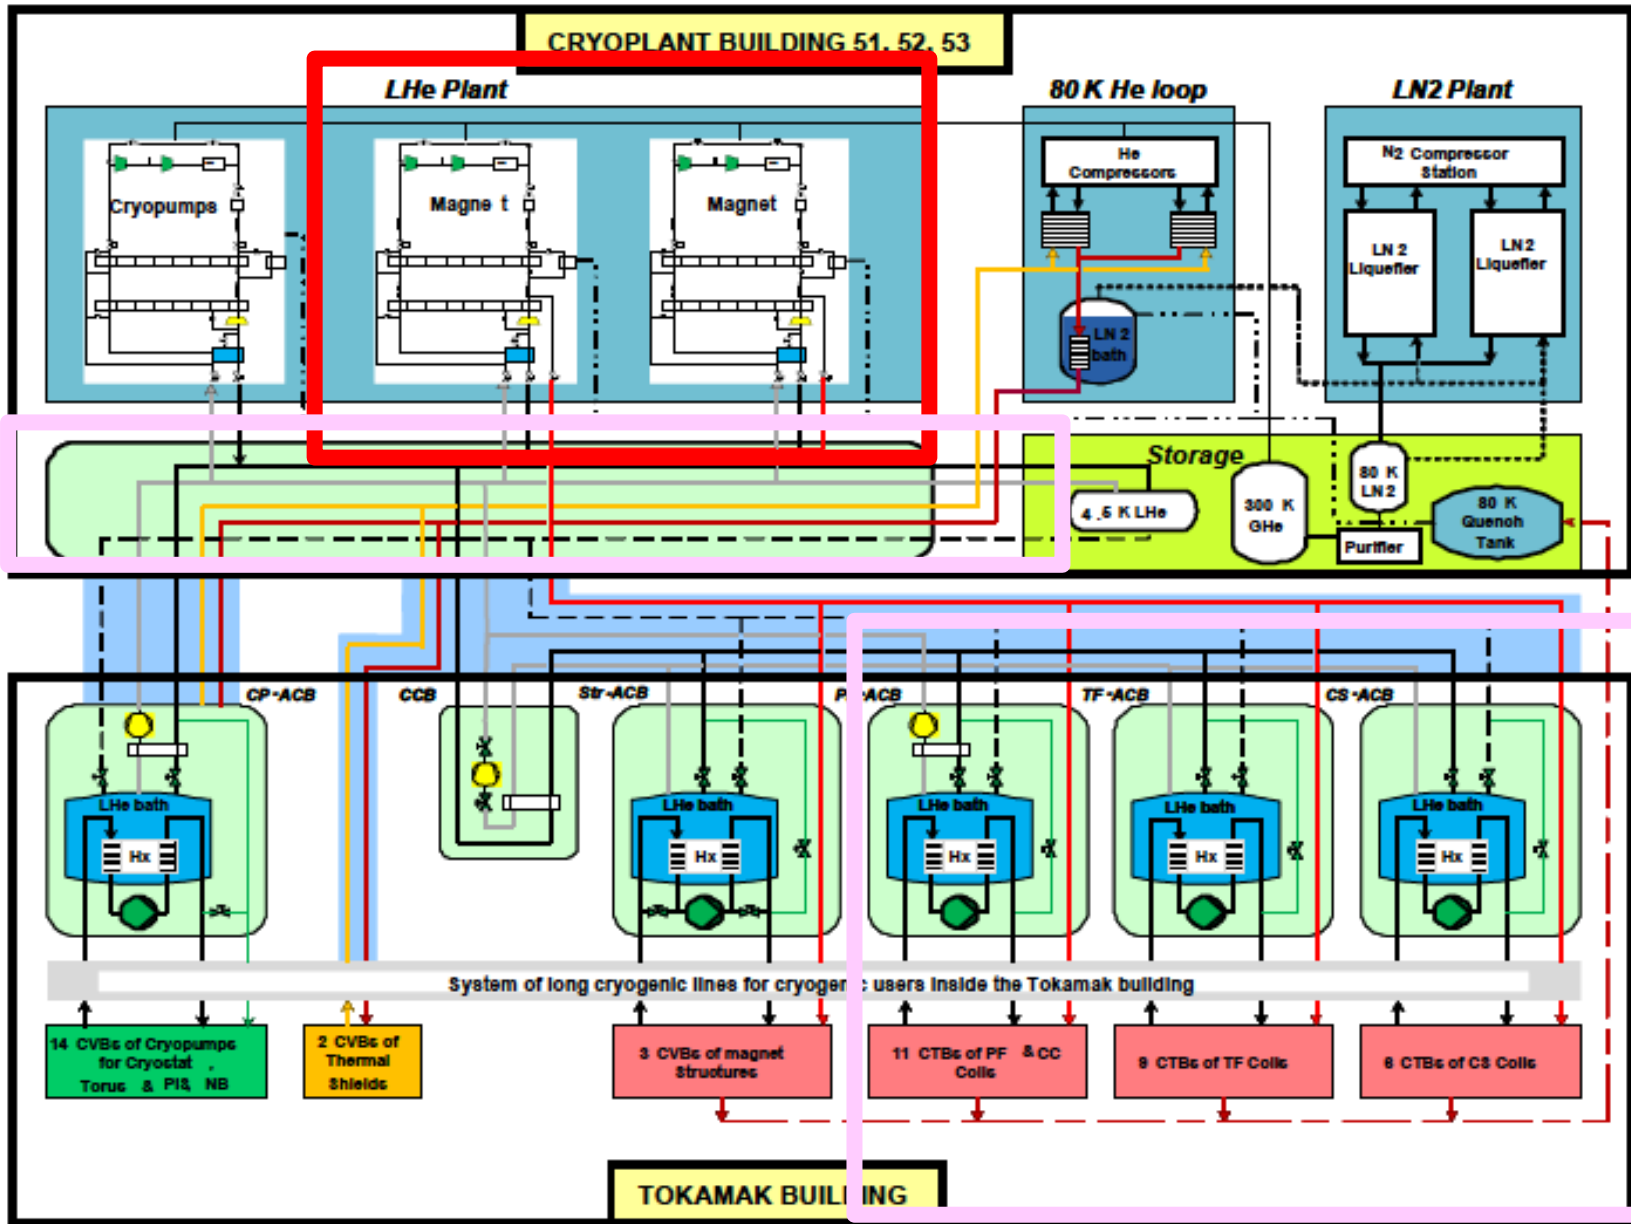 CRYOPLANT BUILDING 51, 52, 53
LHe Plant
80 K He loop
LN2 Plant
Cryopumps
Magne t
Magnet
He
Compressors
N2 Compressor
Station
LN 2
Liquefier
LN 2
Liquefier
LN 2
bath
Storage
4.5 K LHe
300 K
GHe
80 K
LN 2
Purifier
80 K
Quench
Tank
CP-ACB
CCB
Str-ACB
-ACB
TF-ACB
CS-ACB
LHe bath
Hx
LHe bath
Hx
LHe bath
Hx
LHe bath
Hx
LHe bath
Hx
System of long cryogenic lines for cryogenic users inside the Tokamak building
14 CVBs of Cryopumps
for Cryostat ,
Torus & PIS, NB
2 CVBs of
Thermal
Shields
3 CVBs of magnet
Structures
11 CTBs of PF & CC
Coils
9 CTBs of TF Coils
6 CTBs of CS Coils
TOKAMAK BUILDING